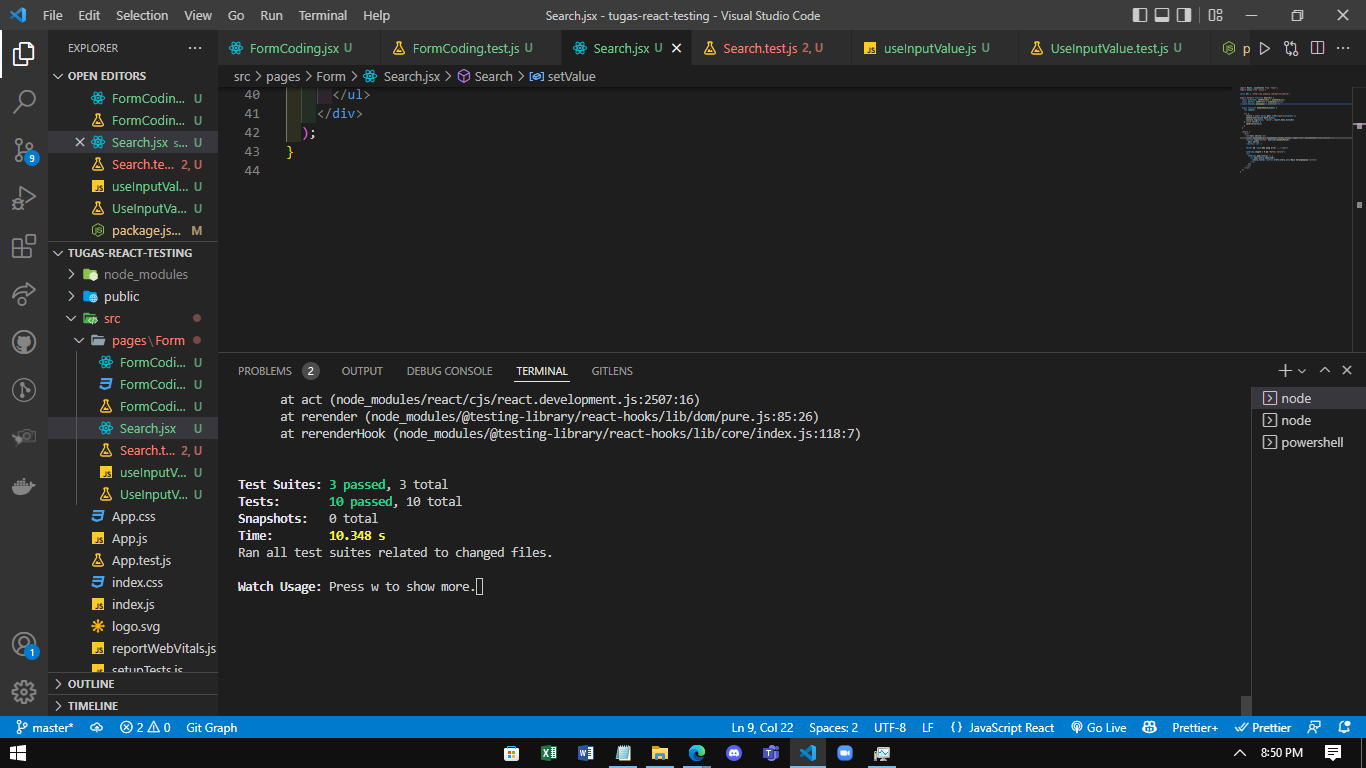 File Edit Selection View Go Run Terminal Help Search.jsx - tugas-react-testing - Visual Studio Code
EXPLORER ···
FormCoding.jsx U FormCoding.test.js U Search.jsx U Search.test.js 2, U useInputValue.js U UseInputValue.test.js U p
src > pages > Form > Search.jsx > Search > setValue
OPEN EDITORS
FormCodin... U
FormCodin... U
Search.jsx s... U
Search.te... 2, U
useInputVal... U
UseInputVa... U
package.js... M
TUGAS-REACT-TESTING
node_modules
public
src
pages\Form
FormCodi... U
FormCodi... U
FormCodi... U
Search.jsx U
Search.t... 2, U
useInputV... U
UseInputV... U
App.css
App.js
App.test.js
index.css
index.js
logo.svg
reportWebVitals.js
setupTests.js
OUTLINE
TIMELINE
40 </ul>
41 </div>
42 );
43 }
44
PROBLEMS 2 OUTPUT DEBUG CONSOLE TERMINAL GITLENS
at act (node_modules/react/cjs/react.development.js:2507:16)
at rerender (node_modules/@testing-library/react-hooks/lib/dom/pure.js:85:26)
at rerenderHook (node_modules/@testing-library/react-hooks/lib/core/index.js:118:7)
Test Suites: 3 passed, 3 total
Tests: 10 passed, 10 total
Snapshots: 0 total
Time: 10.348 s
Ran all test suites related to changed files.
Watch Usage: Press w to show more.
node
node
powershell
9
1
master* 2 0 Git Graph Ln 9, Col 22 Spaces: 2 UTF-8 LF {} JavaScript React Go Live Prettier+ Prettier
8:50 PM